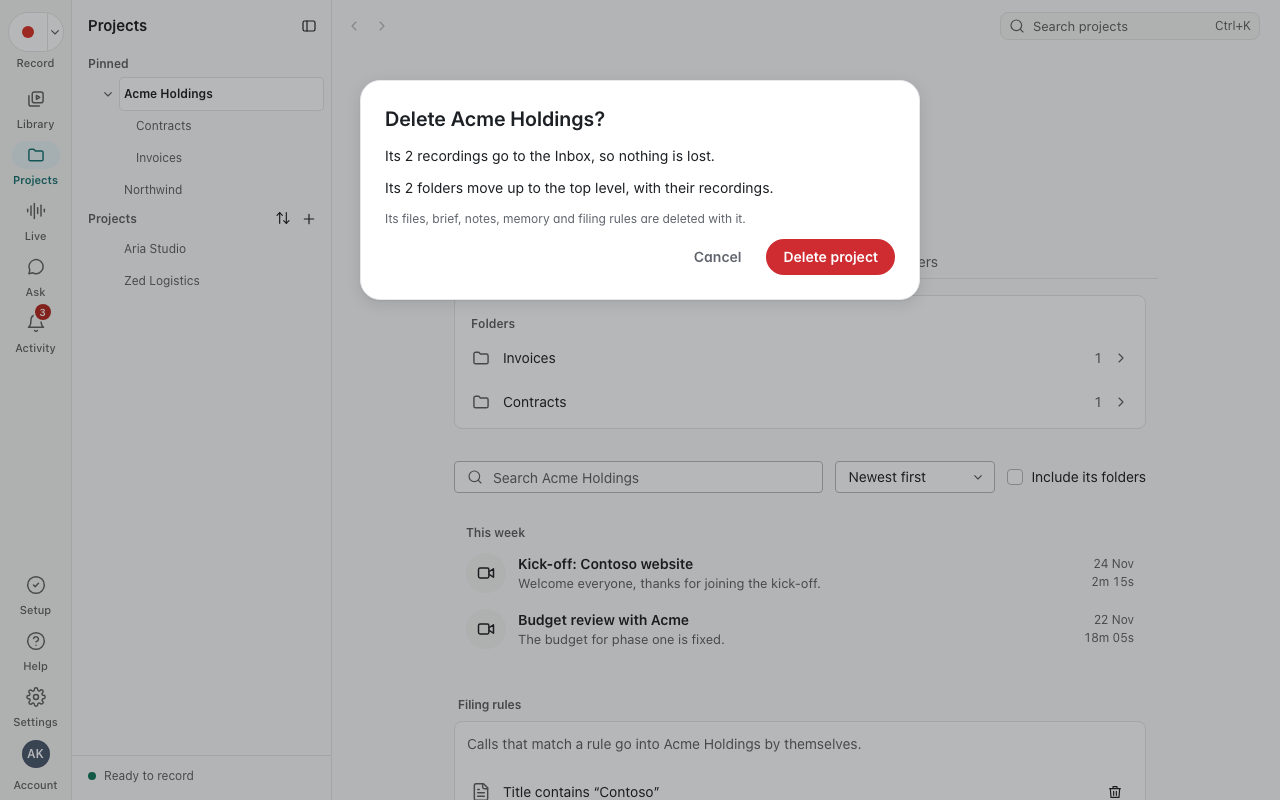 Record
Library
Projects
Live
Ask
3
Activity
Setup
Help
Settings
AK
Account
Projects
Pinned
Acme Holdings
Contracts
Invoices
Northwind
Projects
Aria Studio
Zed Logistics
Ready to record
Search projects Ctrl+K
Delete Acme Holdings?
Its 2 recordings go to the Inbox, so nothing is lost.
Its 2 folders move up to the top level, with their recordings.
Its files, brief, notes, memory and filing rules are deleted with it.
Cancel Delete project
Folders
Invoices 1
Contracts 1
Search Acme Holdings Newest first Include its folders
This week
Kick-off: Contoso website 24 Nov
Welcome everyone, thanks for joining the kick-off. 2m 15s
Budget review with Acme 22 Nov
The budget for phase one is fixed. 18m 05s
Filing rules
Calls that match a rule go into Acme Holdings by themselves.
Title contains “Contoso”